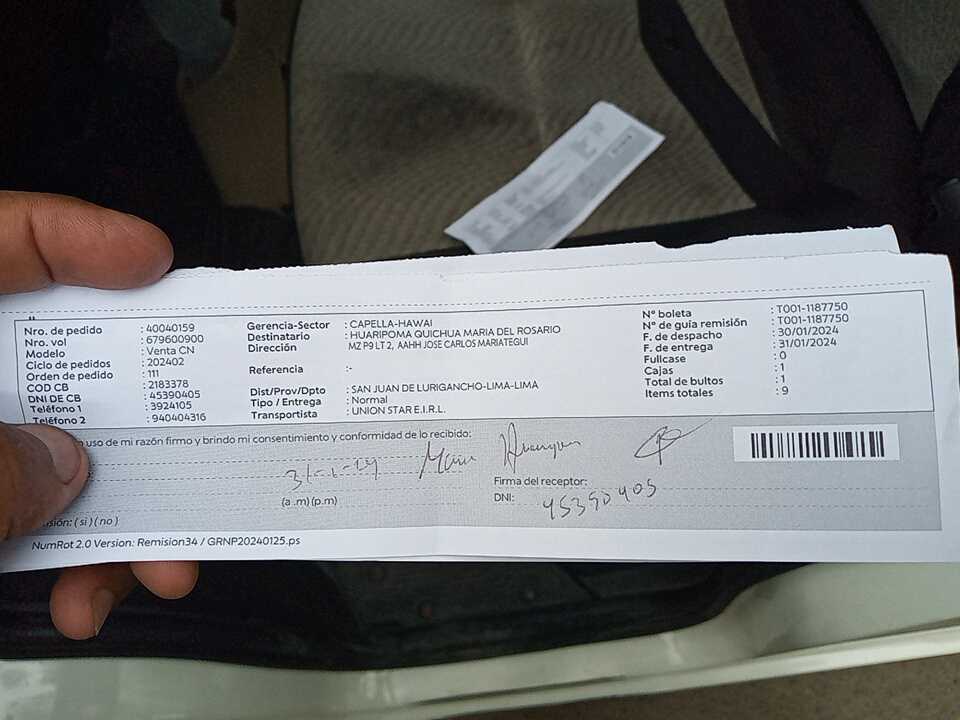 Nro. de pedido : 40040159
Nro. vol : 679600900
Modelo : Venta CN
Ciclo de pedidos : 202402
Orden de pedido : 111
COD CB : 2183378
DNI DE CB : 45390405
Teléfono 1 : 3924105
Teléfono 2 : 940404316
Gerencia-Sector : CAPELLA-HAWAI
Destinatario : HUARIPOMA QUICHUA MARIA DEL ROSARIO
Dirección MZ P9 LT 2, AAHH JOSE CARLOS MARIATEGUI
Referencia :-
Dist/Prov/Dpto : SAN JUAN DE LURIGANCHO-LIMA-LIMA
Tipo / Entrega : Normal
Transportista : UNION STAR E.I.R.L.
N° boleta : T001-1187750
N° de guía remisión : T001-1187750
F. de despacho : 30/01/2024
F. de entrega : 31/01/2024
Fullcase : 0
Cajas : 1
Total de bultos : 1
Items totales : 9
uso de mi razón firmo y brindo mi consentimiento y conformidad de lo recibido:
(a .m) (p.m)
Firma del receptor:
DNI: 45390405
( si ) ( no )
NumRot 2.0 Version: Remision34 / GRNP20240125.ps